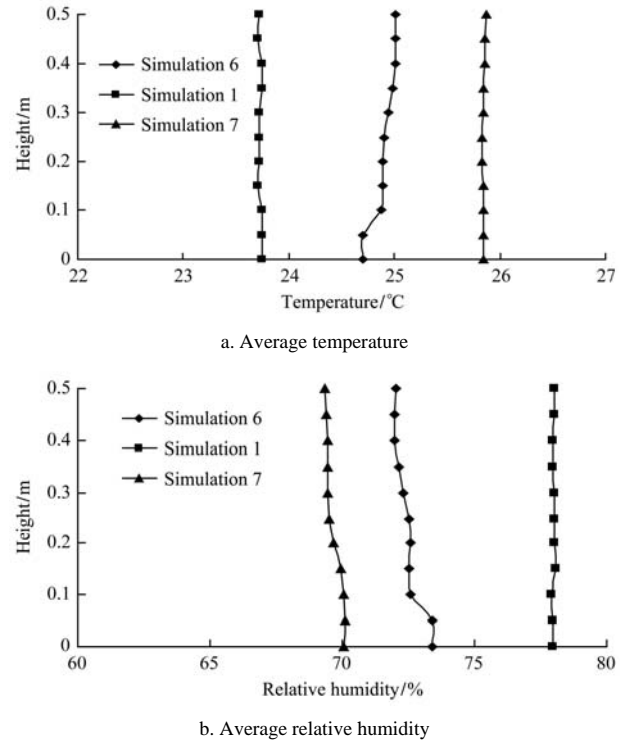 0.5
0.4
0.3
0.2
0.1
0
Height/m
Simulation 6
Simulation 1
Simulation 7
22 23 24 25 26 27
Temperature/℃
a. Average temperature
0.5
0.4
0.3
0.2
0.1
0
Height/m
Simulation 6
Simulation 1
Simulation 7
60 65 70 75 80
Relative humidity/%
b. Average relative humidity